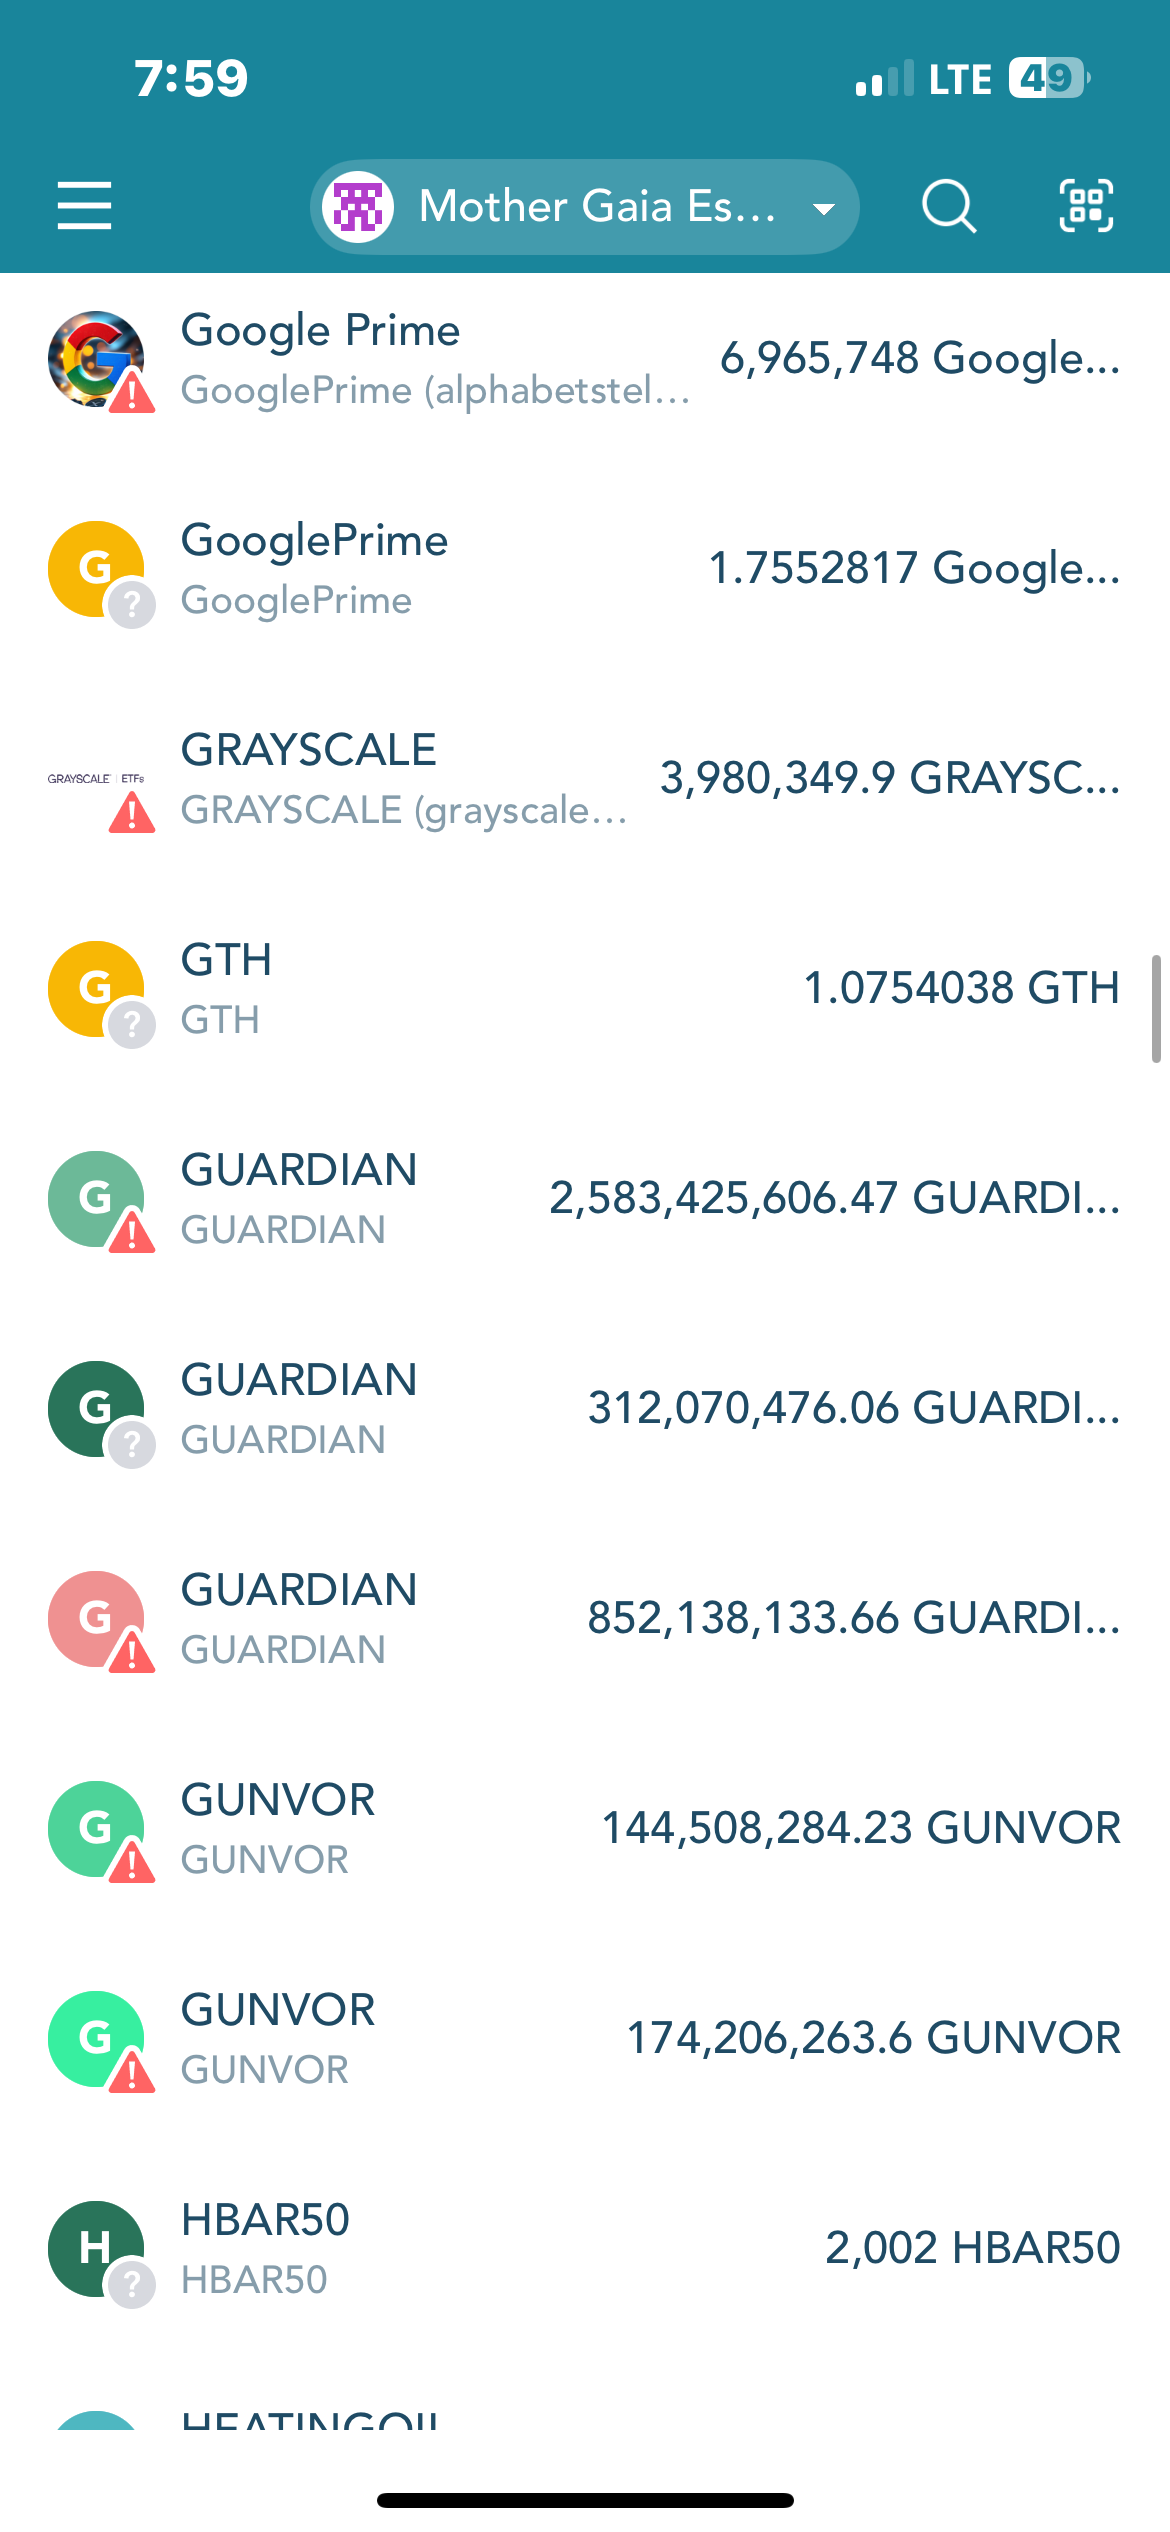 7:59
LTE 49
Mother Gaia Es...
Google Prime
6,965,748 Google...
GooglePrime (alphabetstel...
G
GooglePrime
1.7552817 Google...
GooglePrime
?
GRAYSCALE
GRAYSCALE | ETFs
3,980,349.9 GRAYSC...
GRAYSCALE (grayscale...
G
GTH
1.0754038 GTH
GTH
?
G
GUARDIAN
2,583,425,606.47 GUARDI...
GUARDIAN
G
GUARDIAN
312,070,476.06 GUARDI...
GUARDIAN
?
G
GUARDIAN
852,138,133.66 GUARDI...
GUARDIAN
G
GUNVOR
144,508,284.23 GUNVOR
GUNVOR
G
GUNVOR
174,206,263.6 GUNVOR
GUNVOR
H
HBAR50
2,002 HBAR50
HBAR50
?
HEATINGOIL